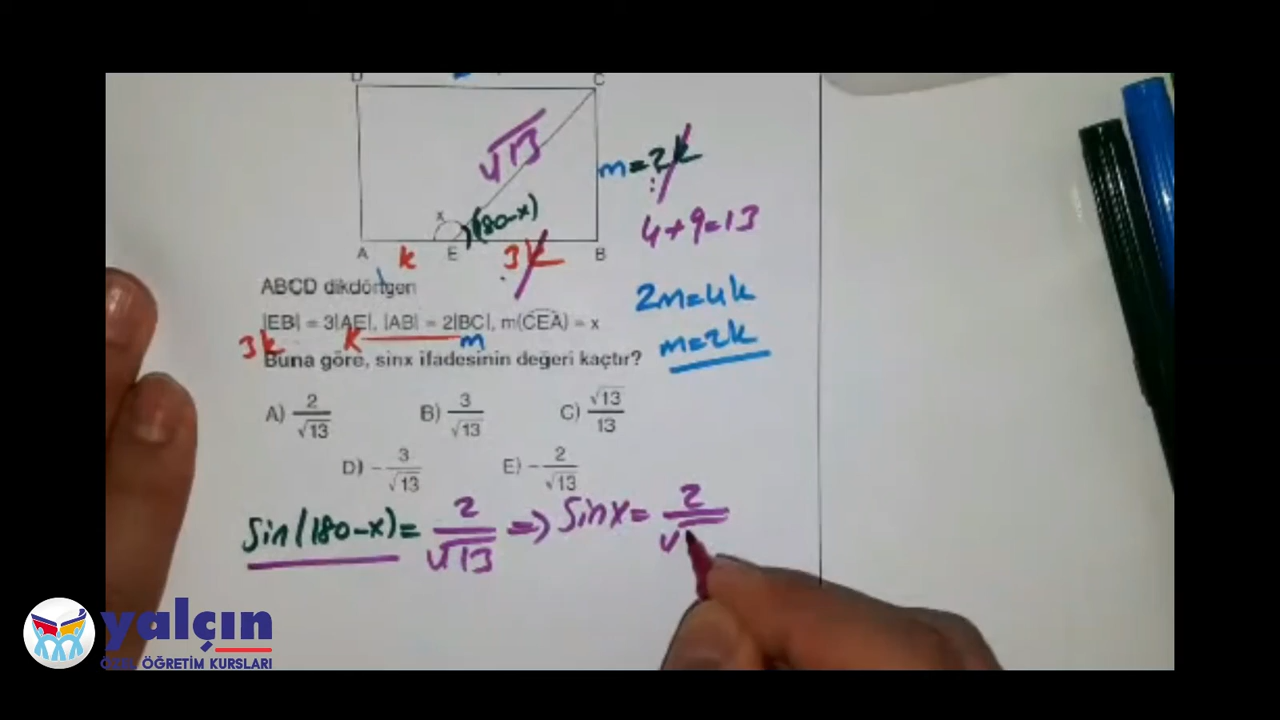 C
√13
m=2k
x
(180-x)
4+9=13
A k E 3k B
ABCD dikdörtgen
2m=4k
|EB| = 3|AE|, |AB| = 2|BC|, m(CEA) = x
3k k m
m=2k
Buna göre, sinx ifadesinin değeri kaçtır?
A) 2/√13 B) 3/√13 C) √13/13
D) -3/√13 E) -2/√13
Sin(180-x)= 2/√13 => Sinx= 2/√
yalçın
ÖZEL ÖĞRETİM KURSLARI